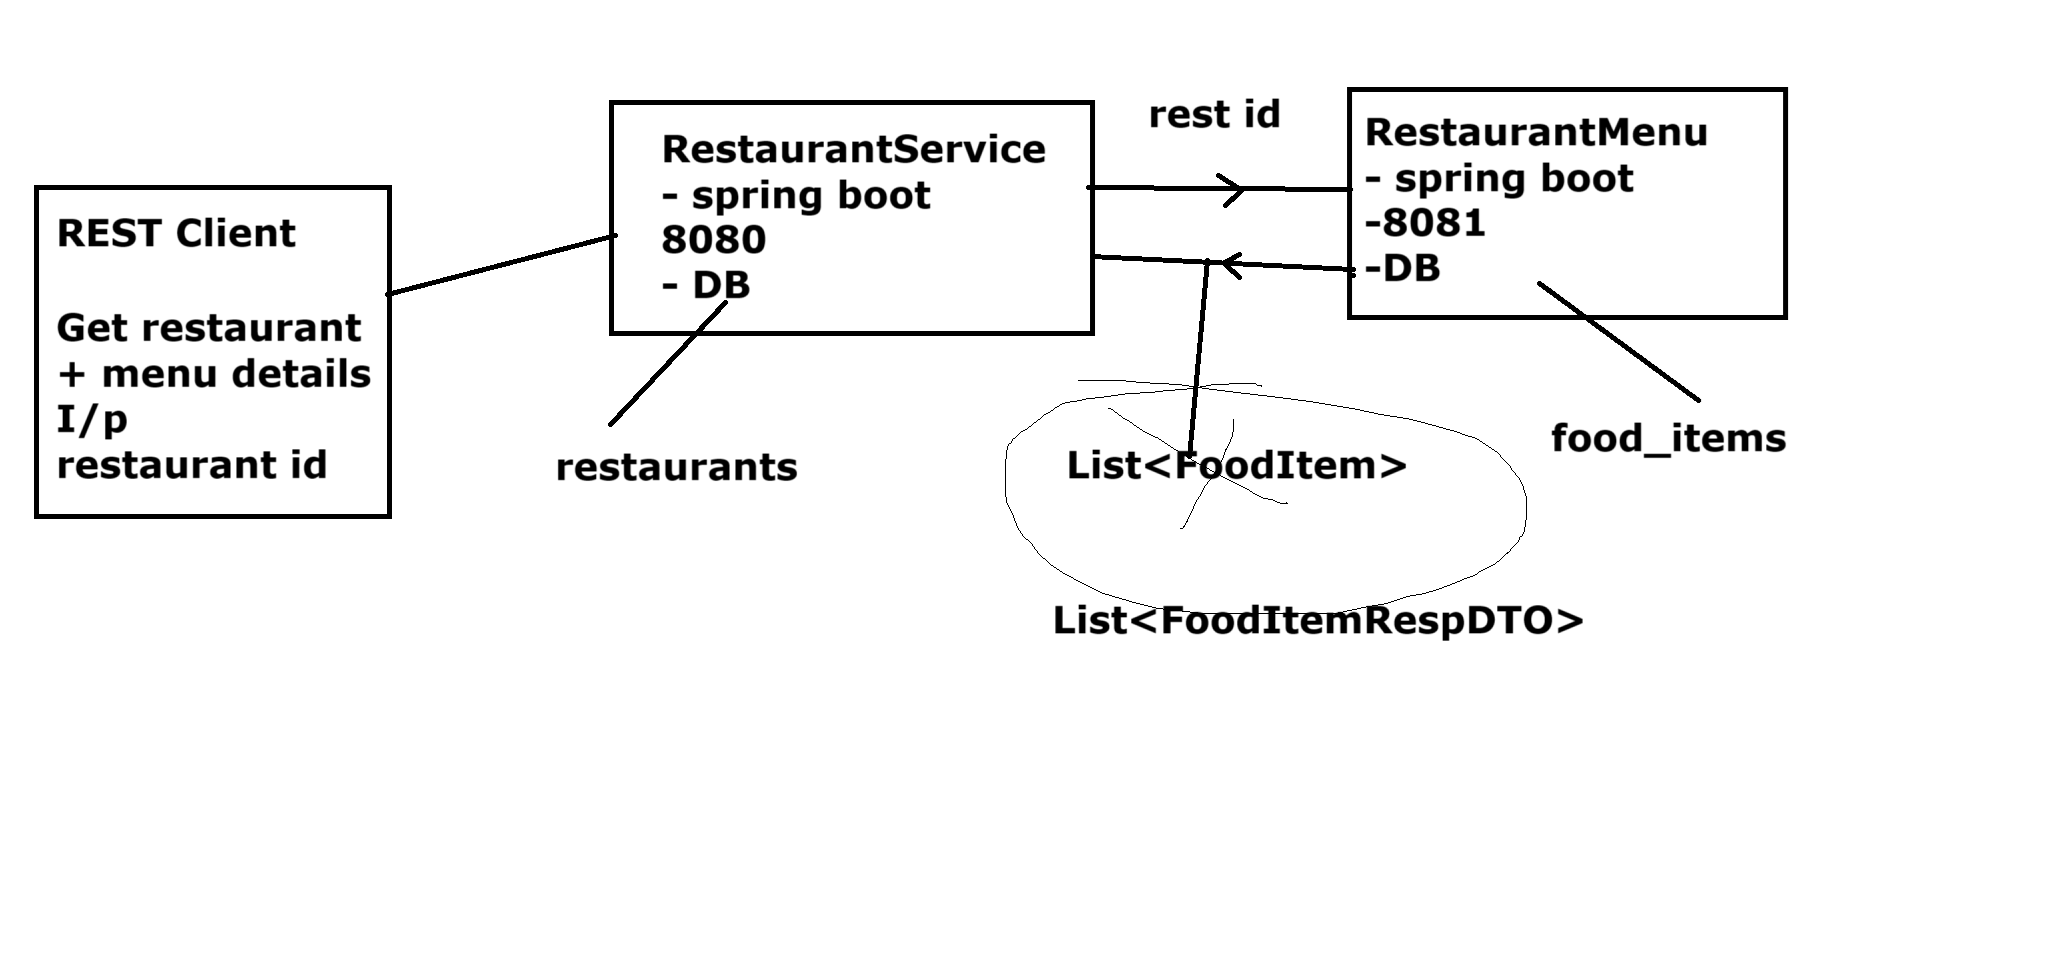 REST Client
Get restaurant
+ menu details
I/p
restaurant id
RestaurantService
- spring boot
8080
- DB
restaurants
rest id
RestaurantMenu
- spring boot
-8081
-DB
food_items
List<FoodItem>
List<FoodItemRespDTO>